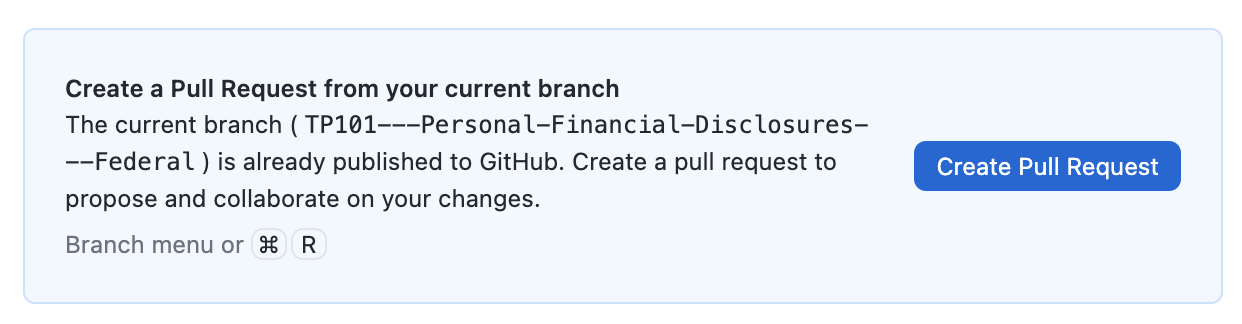 Create a Pull Request from your current branch
The current branch ( TP101---Personal-Financial-Disclosures-
--Federal ) is already published to GitHub. Create a pull request to
propose and collaborate on your changes.
Create Pull Request
Branch menu or ⌘ R